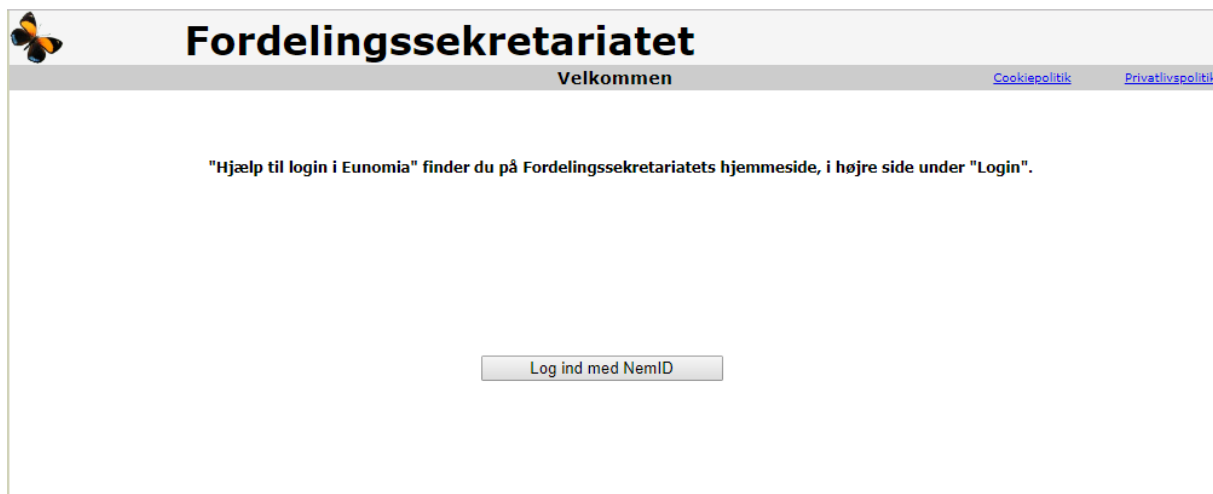 Fordelingssekretariatet
Velkommen
Cookiepolitik
Privatlivspolitik
"Hjælp til login i Eunomia" finder du på Fordelingssekretariatets hjemmeside, i højre side under "Login".
Log ind med NemID